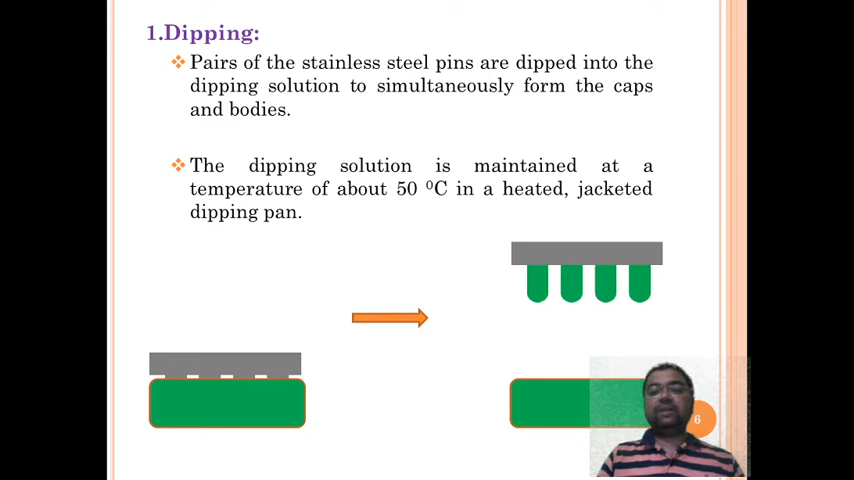 1.Dipping:
❖Pairs of the stainless steel pins are dipped into the
dipping solution to simultaneously form the caps
and bodies.
❖The dipping solution is maintained at a
temperature of about 50 ⁰C in a heated, jacketed
dipping pan.
6